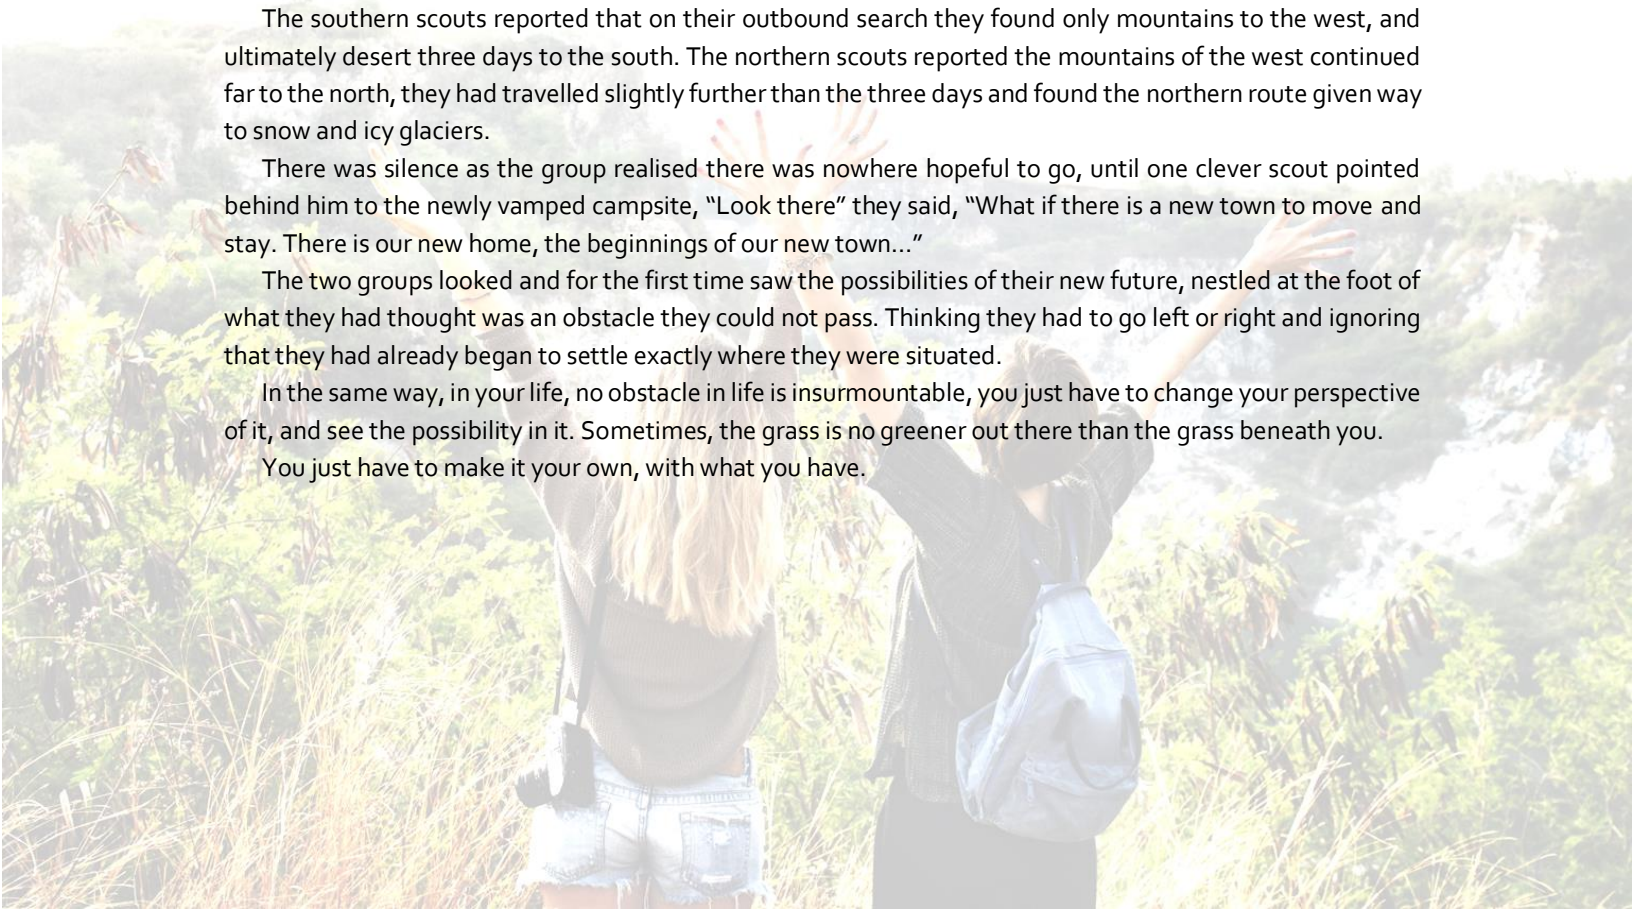 The southern scouts reported that on their outbound search they found only mountains to the west, and
ultimately desert three days to the south. The northern scouts reported the mountains of the west continued
far to the north, they had travelled slightly further than the three days and found the northern route given way
to snow and icy glaciers.
There was silence as the group realised there was nowhere hopeful to go, until one clever scout pointed
behind him to the newly vamped campsite, “Look there” they said, “What if there is a new town to move and
stay. There is our new home, the beginnings of our new town…”
The two groups looked and for the first time saw the possibilities of their new future, nestled at the foot of
what they had thought was an obstacle they could not pass. Thinking they had to go left or right and ignoring
that they had already began to settle exactly where they were situated.
In the same way, in your life, no obstacle in life is insurmountable, you just have to change your perspective
of it, and see the possibility in it. Sometimes, the grass is no greener out there than the grass beneath you.
You just have to make it your own, with what you have.